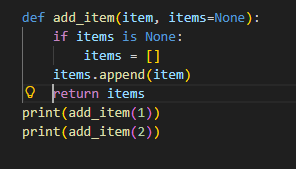 def add_item(item, items=None):
    if items is None:
        items = []
    items.append(item)
    return items
print(add_item(1))
print(add_item(2))